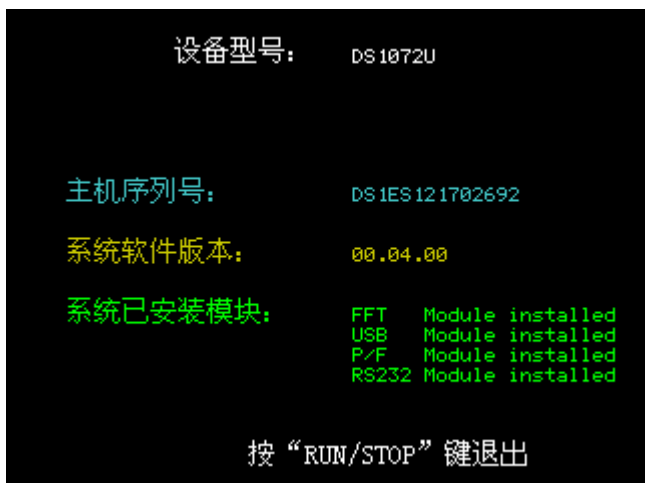 设备型号: DS1072U
主机序列号: DS1ES121702692
系统软件版本: 00.04.00
系统已安装模块: FFT Module installed
USB Module installed
P/F Module installed
RS232 Module installed
按“RUN/STOP”键退出